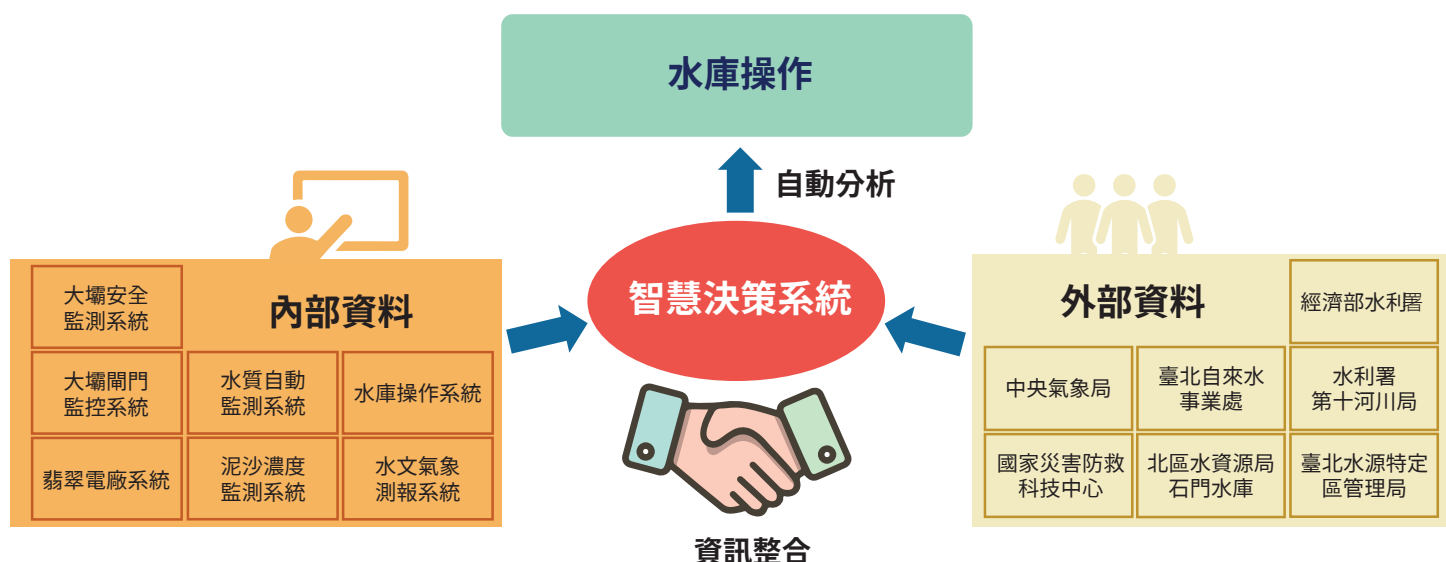 水庫操作
自動分析
智慧決策系統
資訊整合
內部資料
大壩安全
監測系統
大壩閘門
監控系統
水質自動
監測系統
水庫操作系統
翡翠電廠系統
泥沙濃度
監測系統
水文氣象
測報系統
外部資料
經濟部水利署
中央氣象局
臺北自來水
事業處
水利署
第十河川局
國家災害防救
科技中心
北區水資源局
石門水庫
臺北水源特定
區管理局